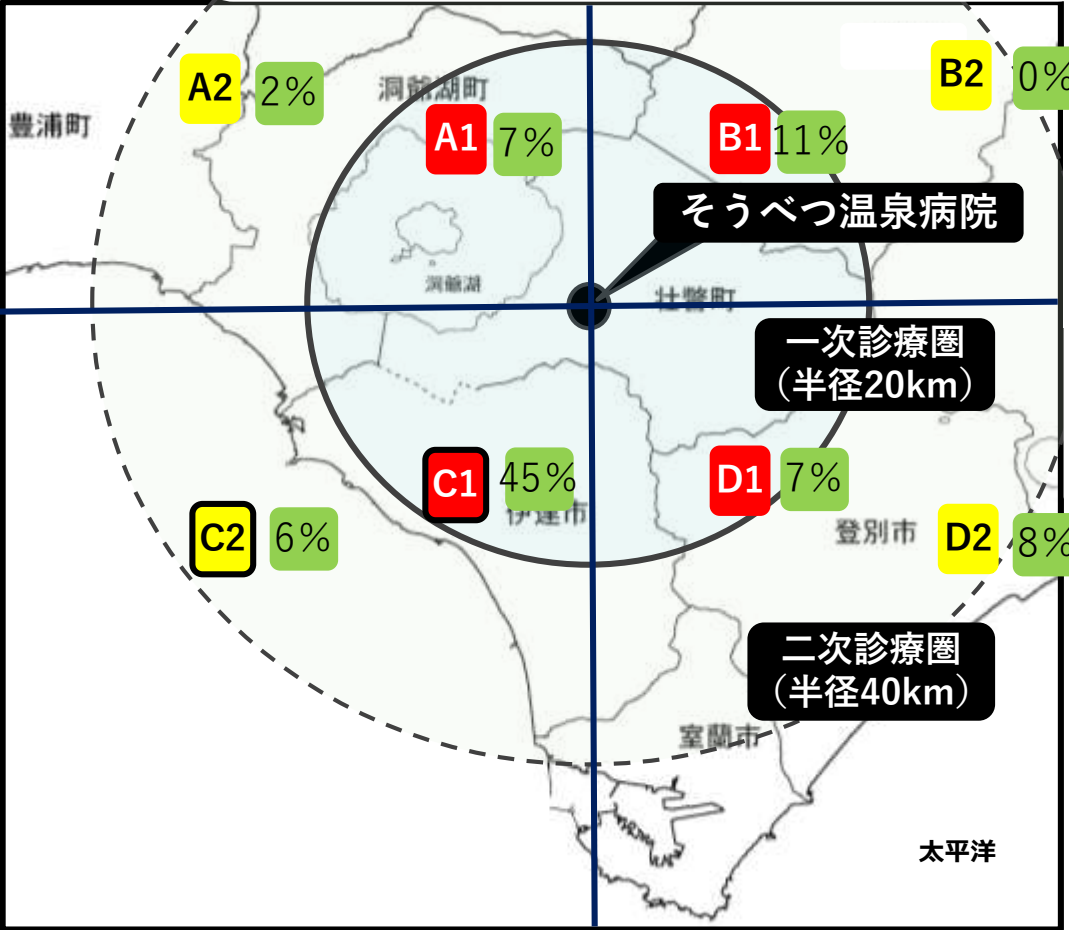 A2 2%
豊浦町
洞爺湖町
A1 7%
B1 11%
B2 0%
そうべつ温泉病院
洞爺湖
壮瞥町
一次診療圏
（半径20km）
C1 45%
伊達市
D1 7%
C2 6%
登別市
D2 8%
二次診療圏
（半径40km）
室蘭市
太平洋